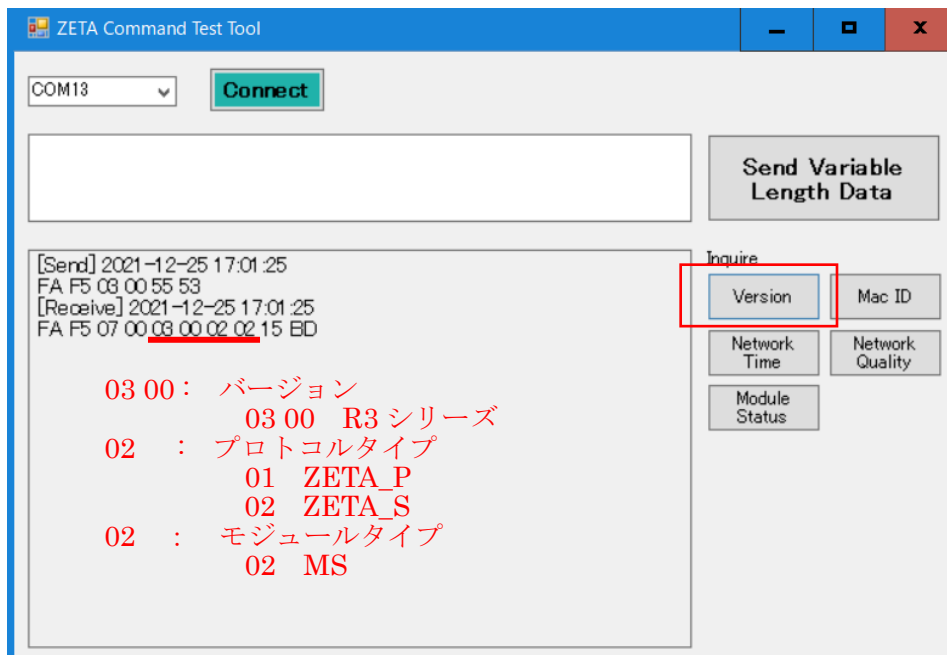 ZETA Command Test Tool
COM13
Connect
Send Variable
Length Data
[Send] 2021-12-25 17:01:25
FA F5 03 00 55 53
[Receive] 2021-12-25 17:01:25
FA F5 07 00 03 00 02 02 15 BD
Inquire
Version
Mac ID
Network
Time
Network
Quality
Module
Status
03 00： バージョン
03 00 R3 シリーズ
02 ： プロトコルタイプ
01 ZETA_P
02 ZETA_S
02 ： モジュールタイプ
02 MS